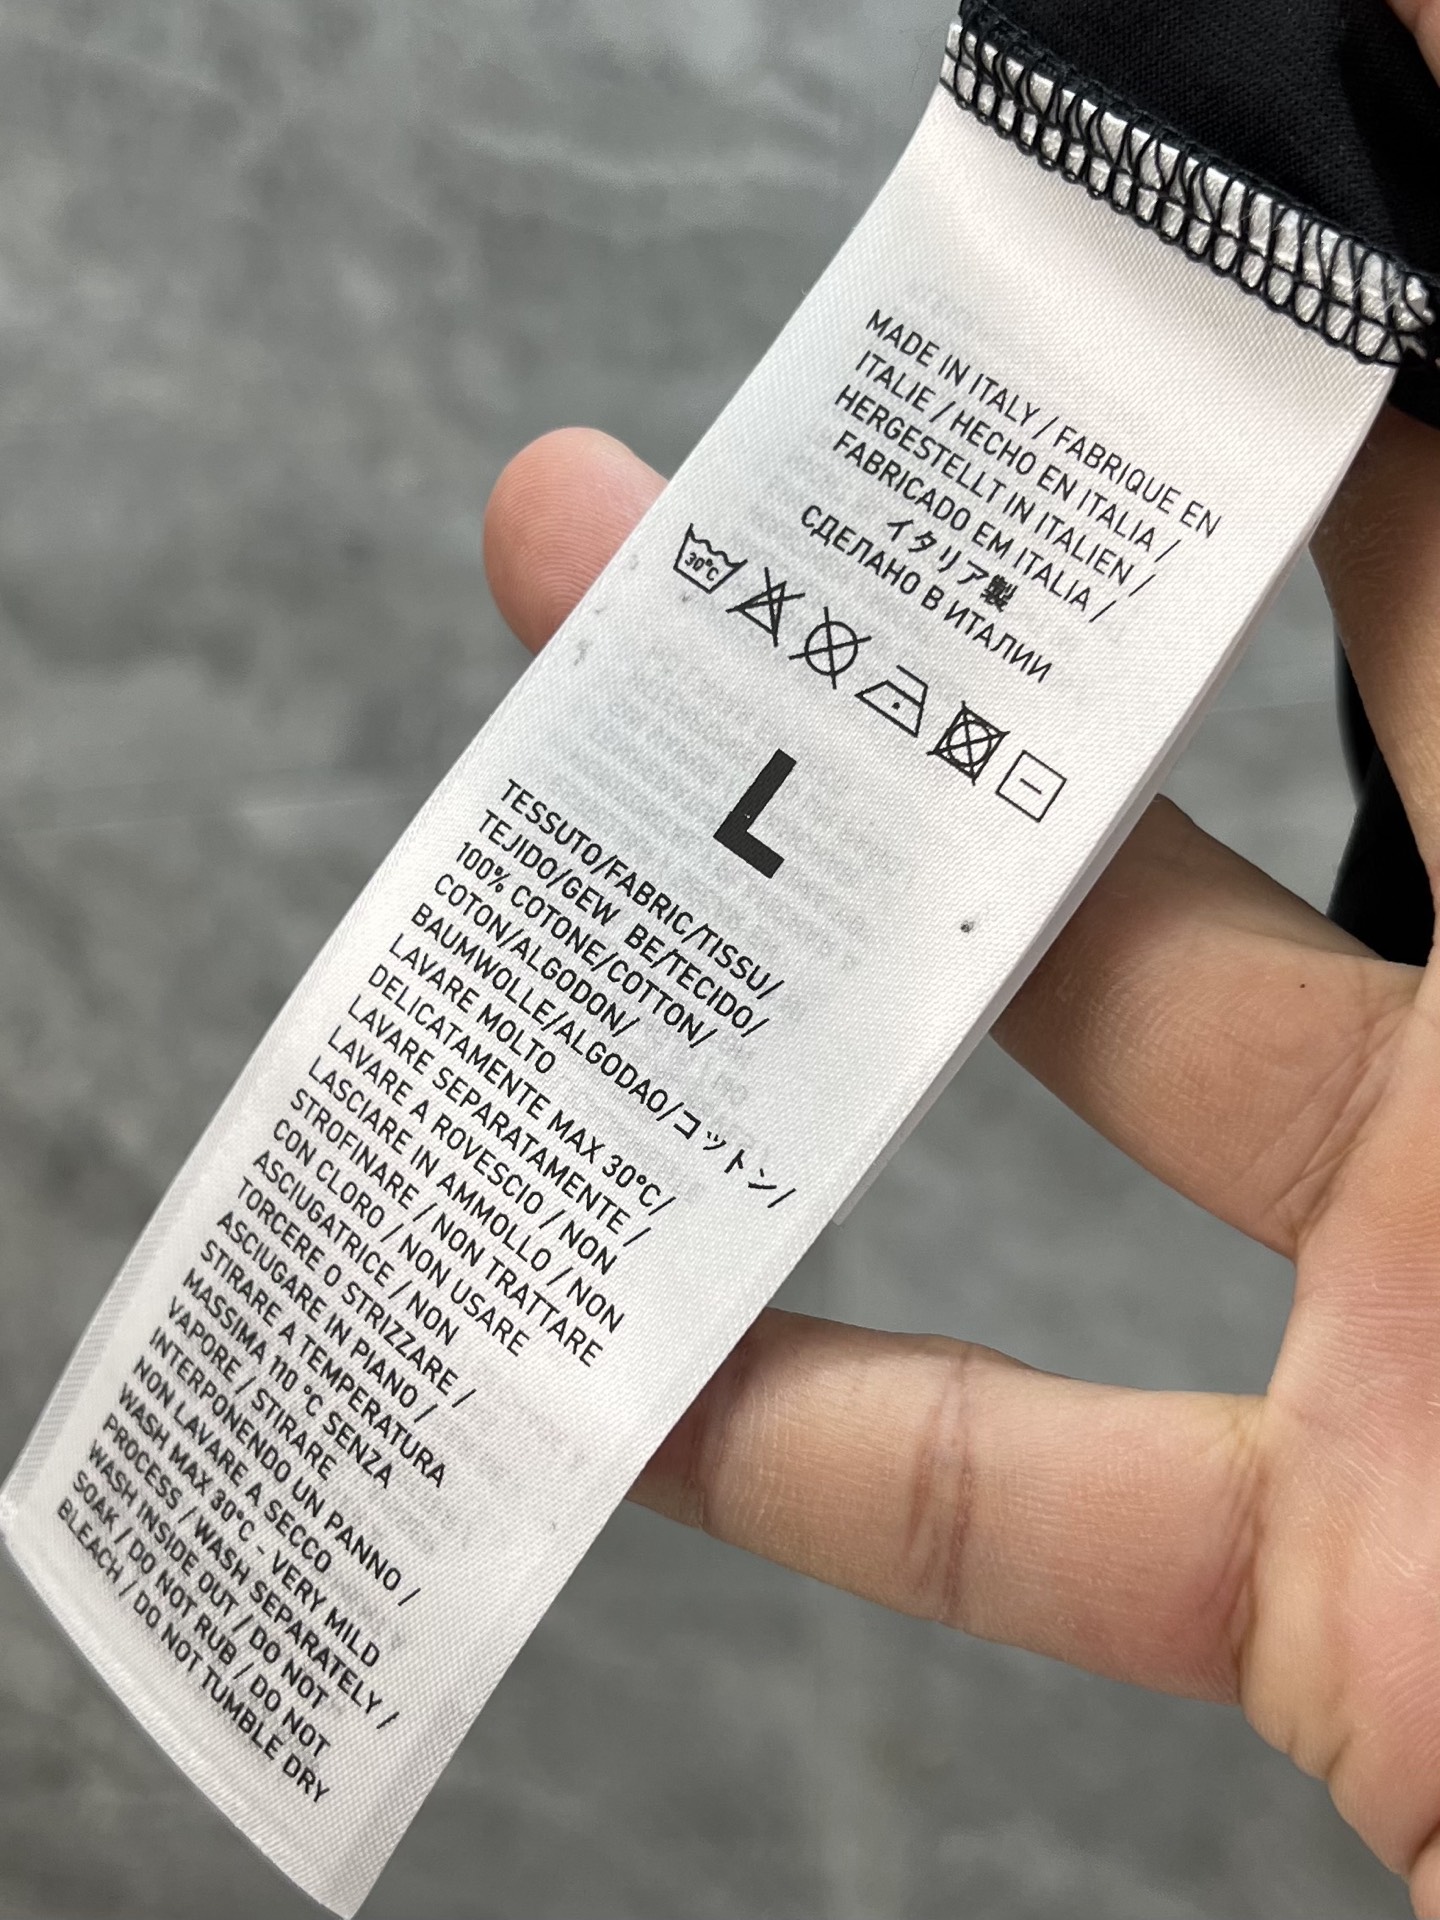 MADE IN ITALY / FABRIQUE EN
ITALIE / HECHO EN ITALIA /
HERGESTELLT IN ITALIEN /
FABRICADO EM ITALIA /
イタリア製
СДЕЛАНО В ИТАЛИИ
30°C
L
TESSUTO/FABRIC/TISSU/
TEJIDO/GEW BE/TECIDO/
100% COTONE/COTTON/
COTON/ALGODON/
BAUMWOLLE/ALGODAO/コットン/
LAVARE MOLTO
DELICATAMENTE MAX 30°C/
LAVARE SEPARATAMENTE /
LAVARE A ROVESCIO / NON
LASCIARE IN AMMOLLO / NON
STROFINARE / NON TRATTARE
CON CLORO / NON USARE
ASCIUGATRICE / NON
TORCERE O STRIZZARE /
ASCIUGARE IN PIANO /
STIRARE A TEMPERATURA
MASSIMA 110 °C SENZA
VAPORE / STIRARE
INTERPONENDO UN PANNO /
NON LAVARE A SECCO
WASH MAX 30°C - VERY MILD
PROCESS / WASH SEPARATELY /
WASH INSIDE OUT / DO NOT
SOAK / DO NOT RUB / DO NOT
BLEACH / DO NOT TUMBLE DRY